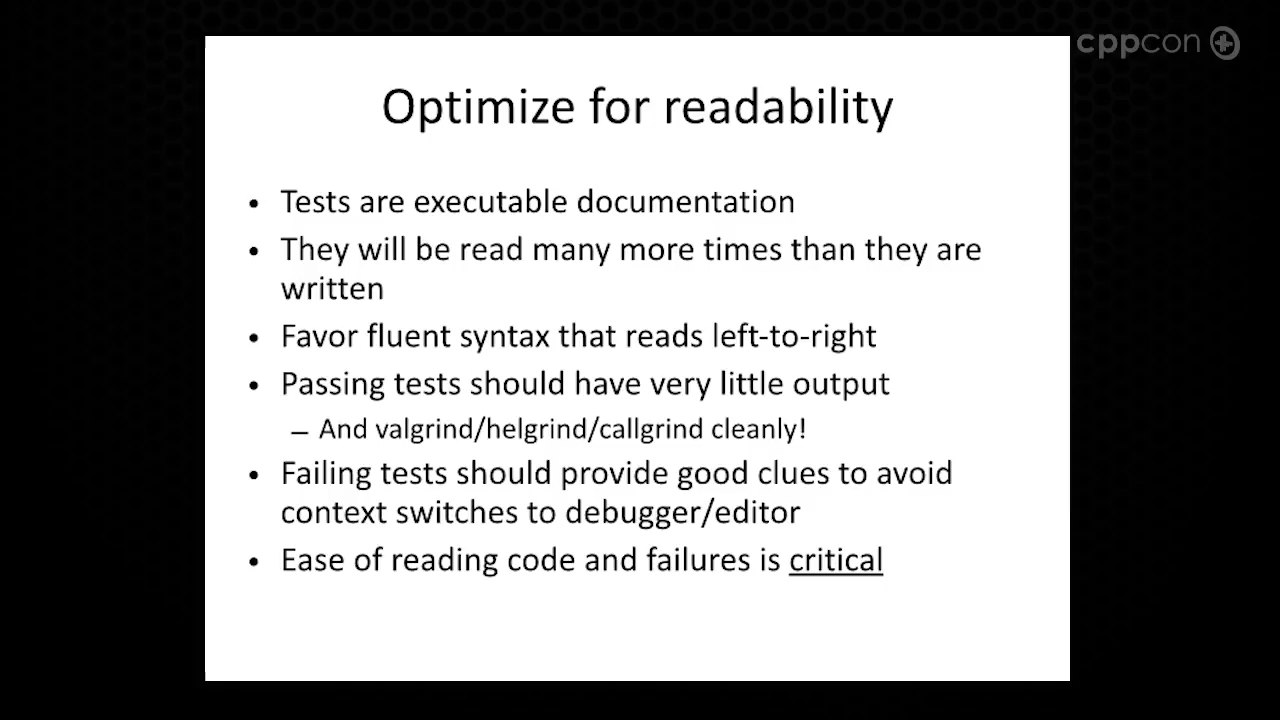 cppcon
Optimize for readability
• Tests are executable documentation
• They will be read many more times than they are
written
• Favor fluent syntax that reads left-to-right
• Passing tests should have very little output
– And valgrind/helgrind/callgrind cleanly!
• Failing tests should provide good clues to avoid
context switches to debugger/editor
• Ease of reading code and failures is critical